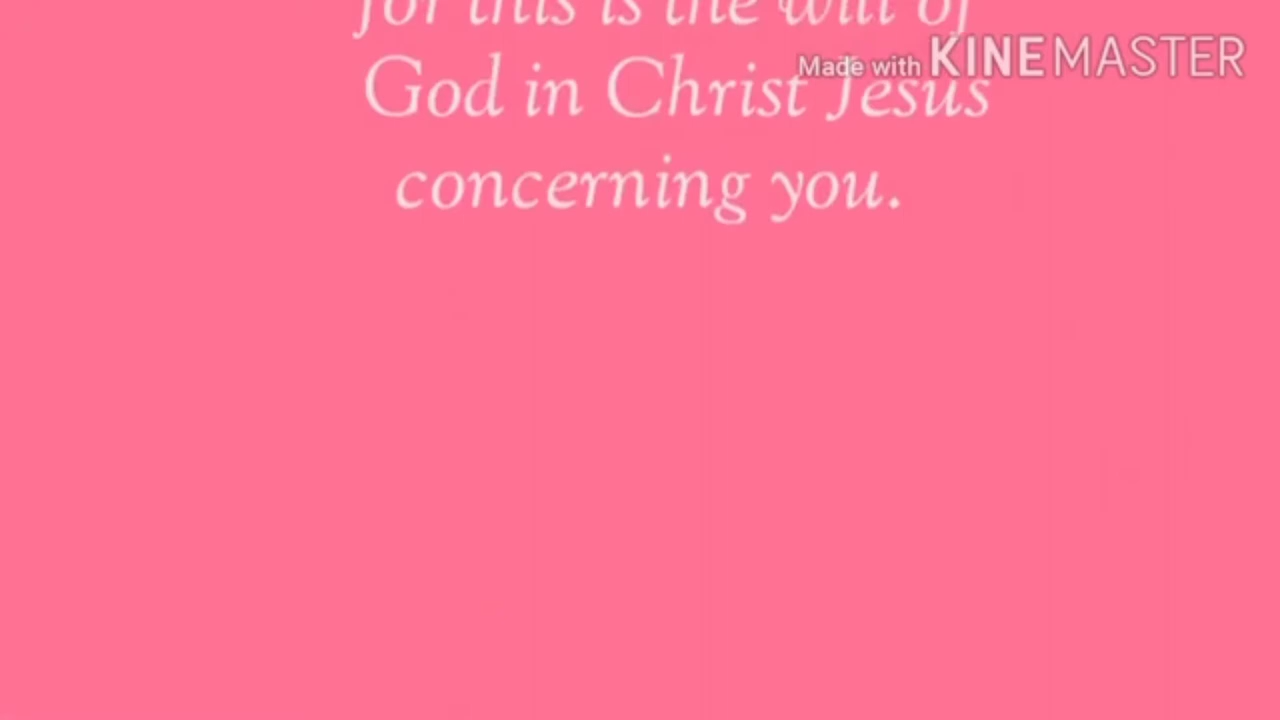 for this is the will of
Made with KINEMASTER
God in Christ Jesus
concerning you.